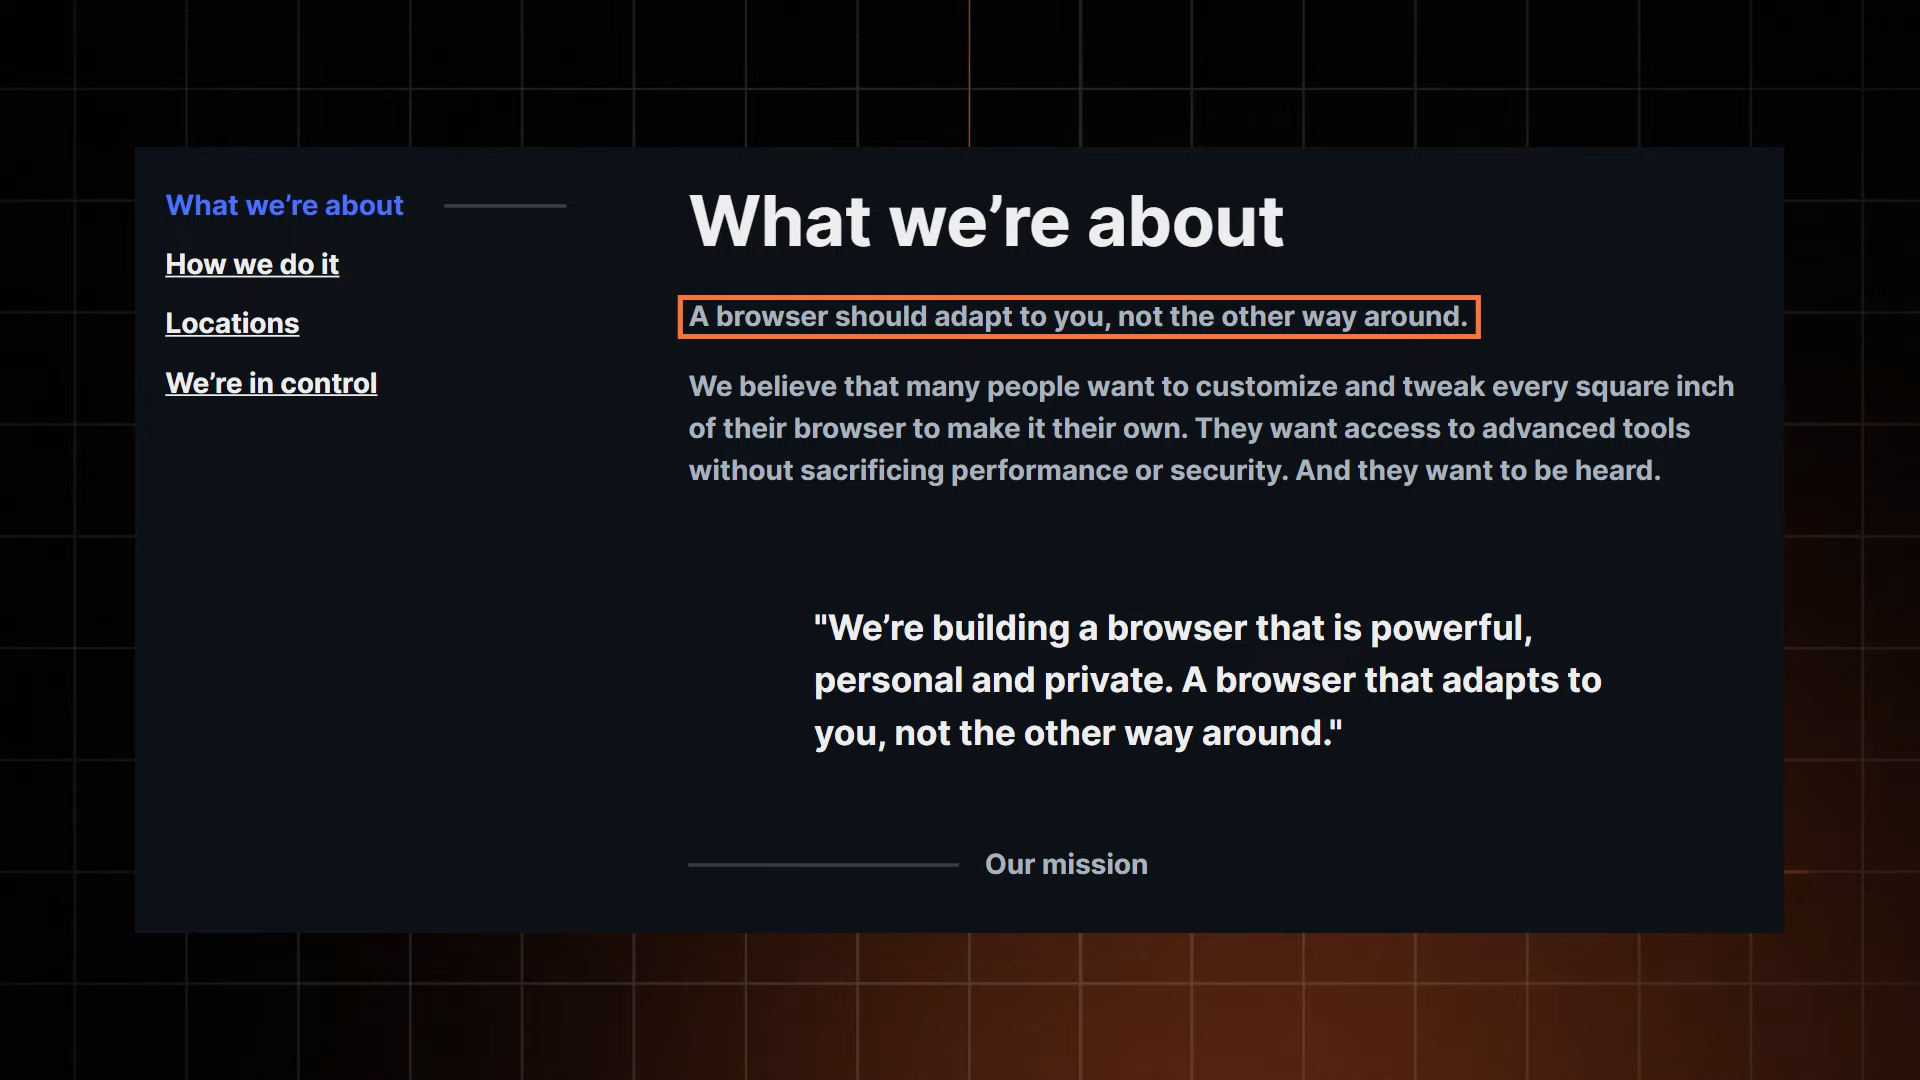 What we’re about
How we do it
Locations
We’re in control
What we’re about
A browser should adapt to you, not the other way around.
We believe that many people want to customize and tweak every square inch
of their browser to make it their own. They want access to advanced tools
without sacrificing performance or security. And they want to be heard.
"We’re building a browser that is powerful,
personal and private. A browser that adapts to
you, not the other way around."
Our mission